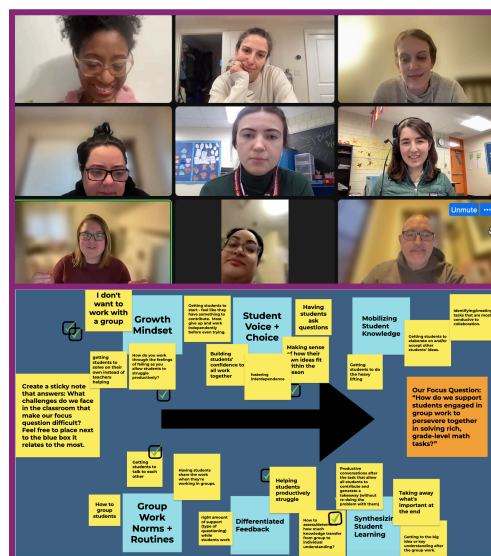 Unmute
I don't
want to
work with
a group
Growth
Mindset
Getting students to
start - feel like they
have something to
contribute. Most
give up and work
independently
before even trying.
Student
Voice +
Choice
Having
students
ask
questions
Mobilizing
Student
Knowledge
Identifying/creating
tasks that are most
conducive to
collaboration.
getting
students to
solve on their
own instead of
teachers
helping
How do you work
through the feelings
of failing so you
allow students to
struggle
productively?
Building
students'
confidence to
all work
together
fostering
interdependence
Making sense
of how their
own ideas fit
within the
lesson
Getting students to
elaborate on and/or
accept other
students' ideas.
Getting
students to
do the heavy
lifting
Create a sticky note
that answers: What
challenges do we face
in the classroom that
make our focus
question difficult?
Feel free to place next
to the blue box it
relates to the most.
Our Focus Question:
“How do we support
students engaged in
group work to
persevere together
in solving rich,
grade-level math
tasks?”
Getting
students to
talk to each
other
Having students
share the work
when they're
working in groups.
Helping
students
productively
struggle
Productive
conversations after
the task that allow
all students to
contribute and
generate a
takeaway (without
re-doing the
problem with them)
Taking away
what's
important at
the end
How to
group
students
Group
Work
Norms +
Routines
right amount of
support (type
of questioning)
while students
work
Differentiated
Feedback
How to
how much
knowledge transfer
from group to
individual
understanding?
Synthesizing
Student
Learning
Getting to the big
idea or key
understanding after
the group work.